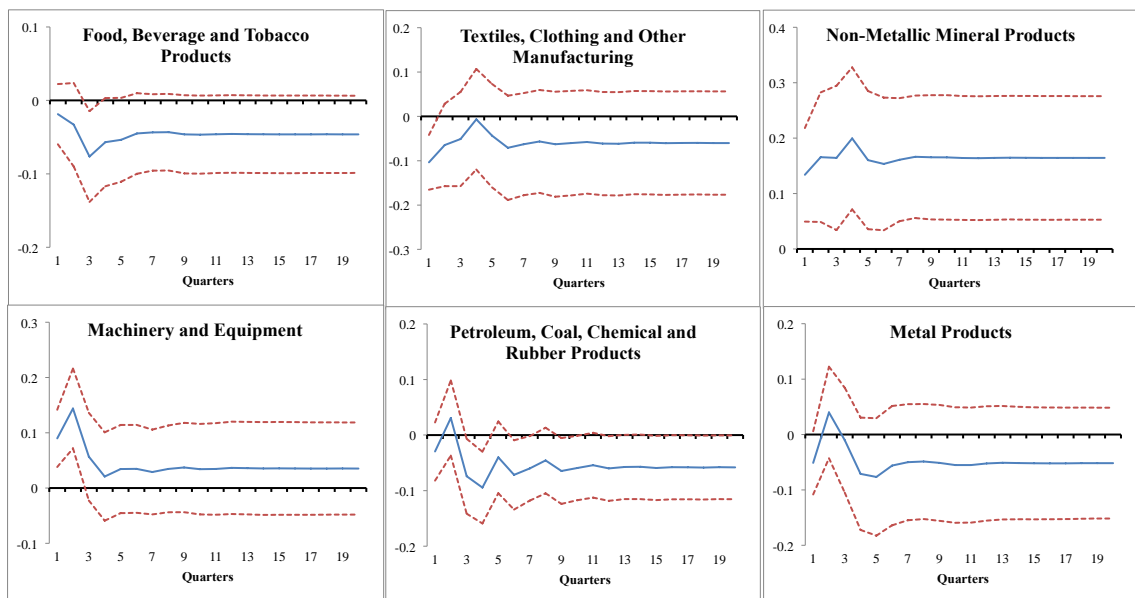 Food, Beverage and Tobacco
Products
0.1
0
-0.1
-0.2
1 3 5 7 9 11 13 15 17 19
Quarters
Textiles, Clothing and Other
Manufacturing
0.2
0.1
0
-0.1
-0.2
-0.3
1 3 5 7 9 11 13 15 17 19
Quarters
Non-Metallic Mineral Products
0.4
0.3
0.2
0.1
0
1 3 5 7 9 11 13 15 17 19
Quarters
Machinery and Equipment
0.3
0.2
0.1
0
-0.1
1 3 5 7 9 11 13 15 17 19
Quarters
Petroleum, Coal, Chemical and
Rubber Products
0.2
0.1
0
-0.1
-0.2
1 3 5 7 9 11 13 15 17 19
Quarters
Metal Products
0.2
0.1
0
-0.1
-0.2
1 3 5 7 9 11 13 15 17 19
Quarters